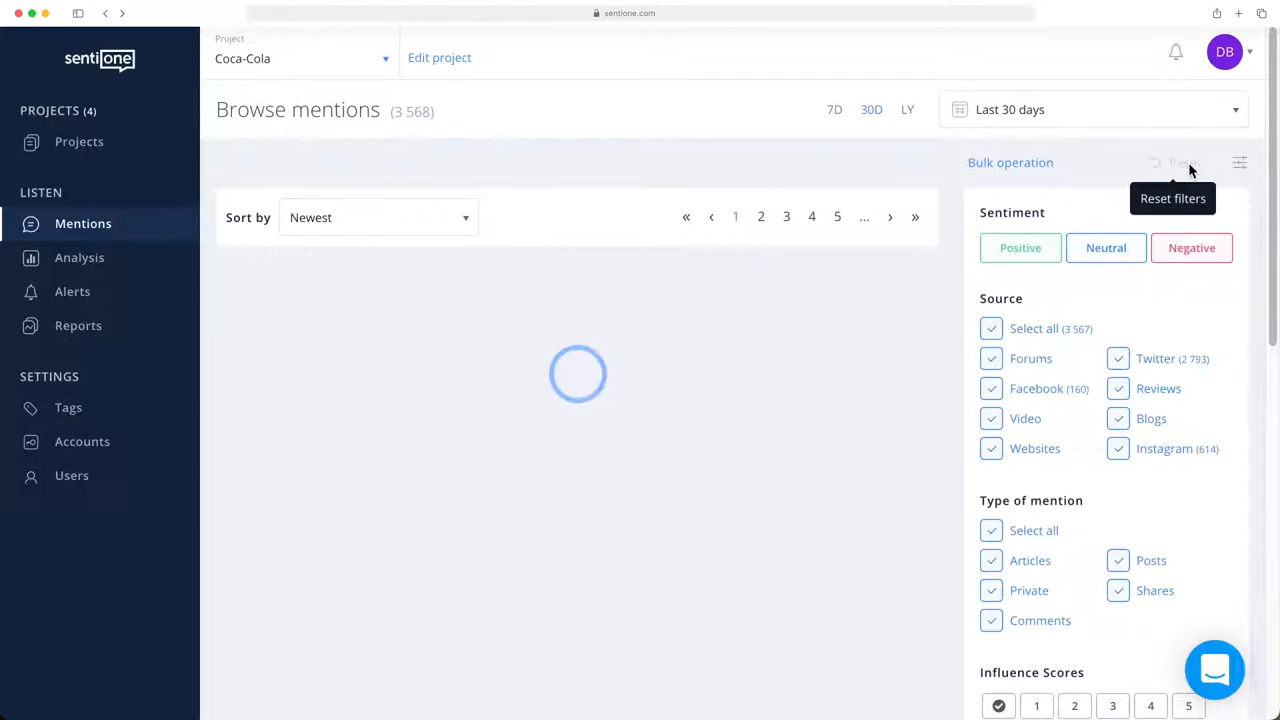 sentione.com
sentione
Project
Coca-Cola
Edit project
DB
PROJECTS (4)
Projects
LISTEN
Mentions
Analysis
Alerts
Reports
SETTINGS
Tags
Accounts
Users
Browse mentions (3 568)
7D 30D LY
Last 30 days
Bulk operation
Reset
Reset filters
Sort by Newest
« ‹ 1 2 3 4 5 ... › »
Sentiment
Positive Neutral Negative
Source
Select all (3 567)
Forums Twitter (2 793)
Facebook (160) Reviews
Video Blogs
Websites Instagram (614)
Type of mention
Select all
Articles Posts
Private Shares
Comments
Influence Scores
1 2 3 4 5